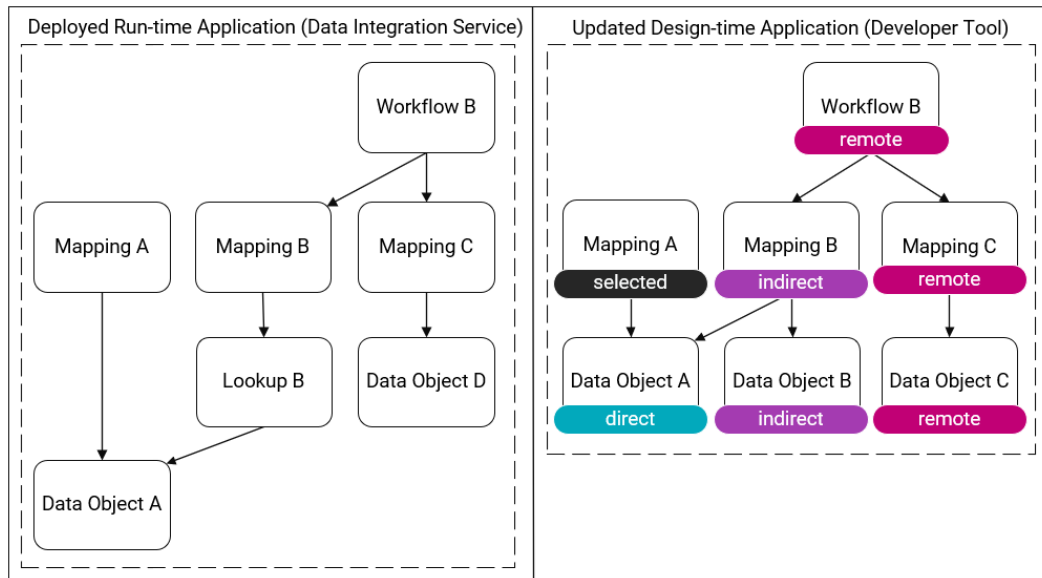 Deployed Run-time Application (Data Integration Service)
Workflow B
Mapping A
Mapping B
Mapping C
Lookup B
Data Object D
Data Object A
Updated Design-time Application (Developer Tool)
Workflow B
remote
Mapping A
selected
Mapping B
indirect
Mapping C
remote
Data Object A
direct
Data Object B
indirect
Data Object C
remote